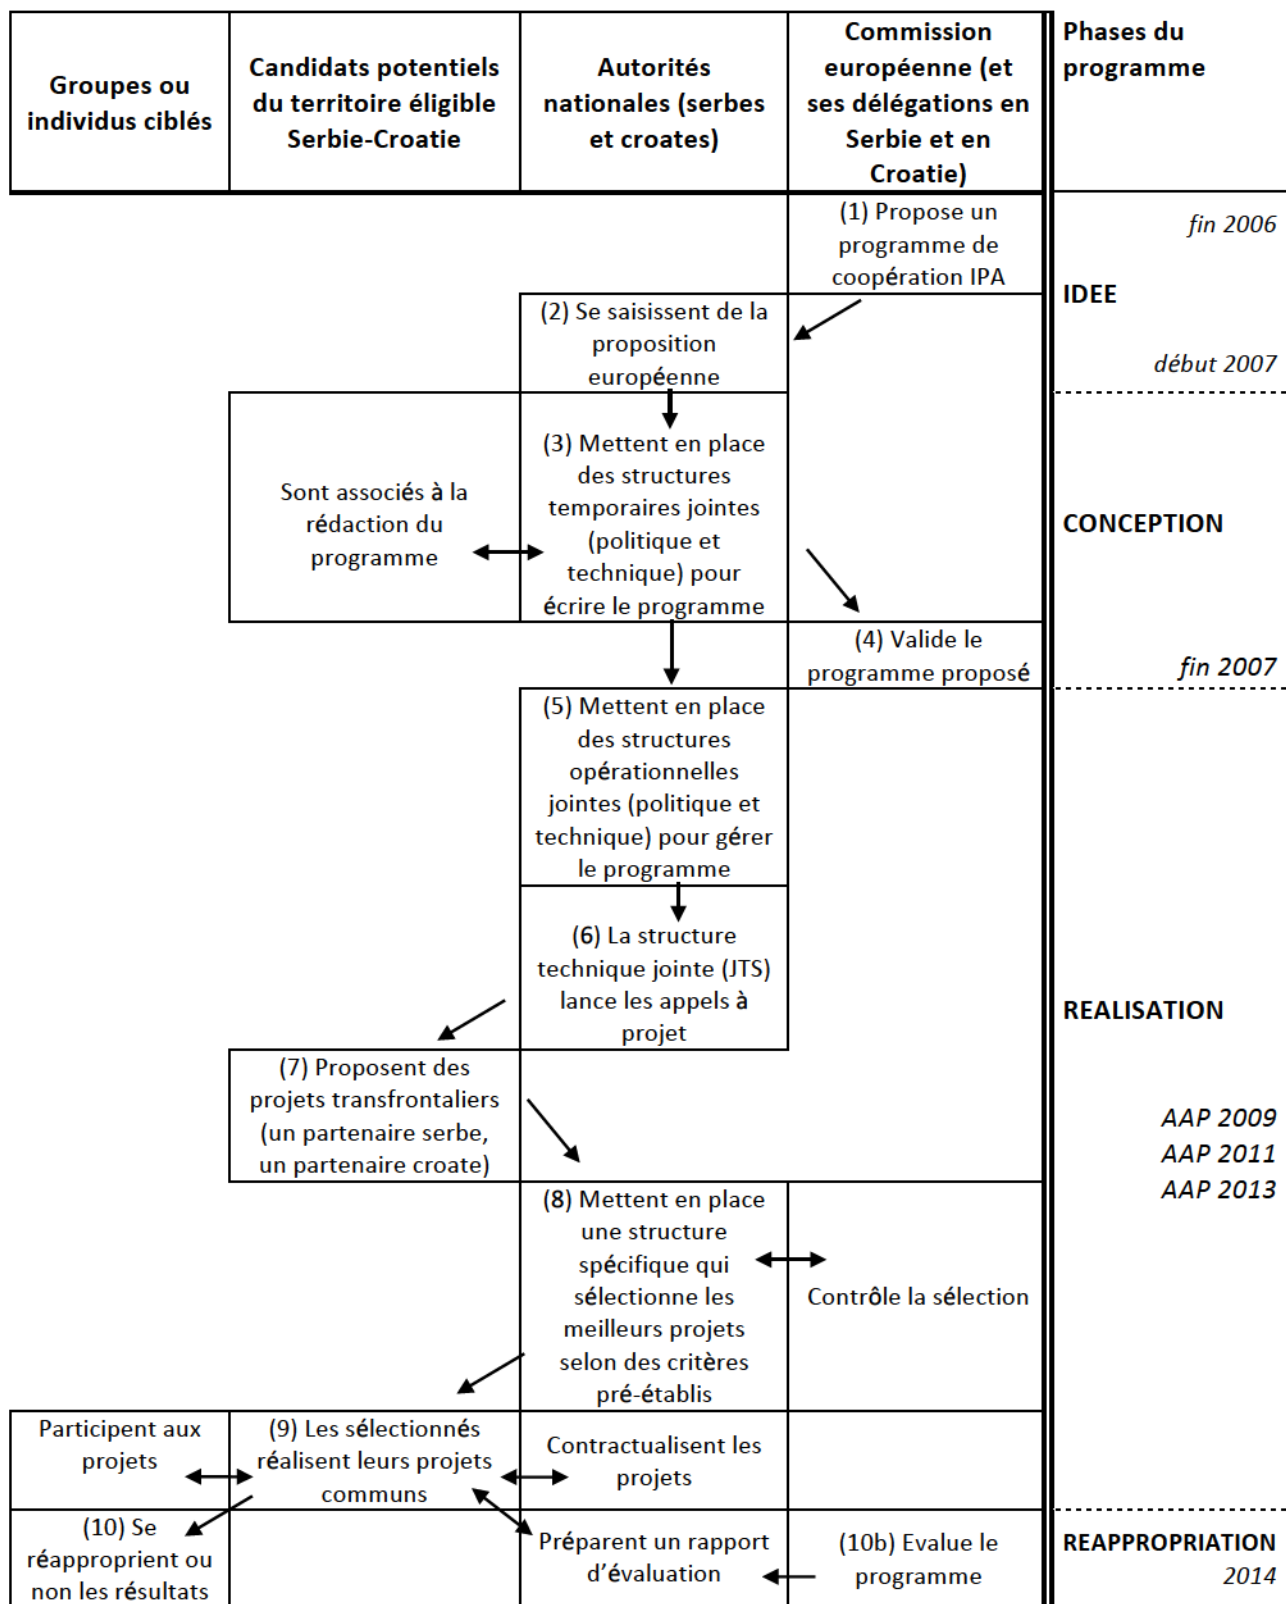 Groupes ou
individus ciblés
Candidats potentiels
du territoire éligible
Serbie-Croatie
Autorités
nationales (serbes
et croates)
Commission
européenne (et
ses délégations en
Serbie et en
Croatie)
Phases du
programme
(1) Propose un
programme de
coopération IPA
fin 2006
IDEE
(2) Se saisissent de la
proposition
européenne
début 2007
Sont associés à la
rédaction du
programme
(3) Mettent en place
des structures
temporaires jointes
(politique et
technique) pour
écrire le programme
CONCEPTION
(4) Valide le
programme proposé
fin 2007
(5) Mettent en place
des structures
opérationnelles
jointes (politique et
technique) pour gérer
le programme
(6) La structure
technique jointe (JTS)
lance les appels à
projet
REALISATION
(7) Proposent des
projets transfrontaliers
(un partenaire serbe,
un partenaire croate)
AAP 2009
AAP 2011
AAP 2013
(8) Mettent en place
une structure
spécifique qui
sélectionne les
meilleurs projets
selon des critères
pré-établis
Contrôle la sélection
Participent aux
projets
(9) Les sélectionnés
réalisent leurs projets
communs
Contractualisent les
projets
(10) Se
réapproprient ou
non les résultats
Préparent un rapport
d'évaluation
(10b) Evalue le
programme
REAPPROPRIATION
2014